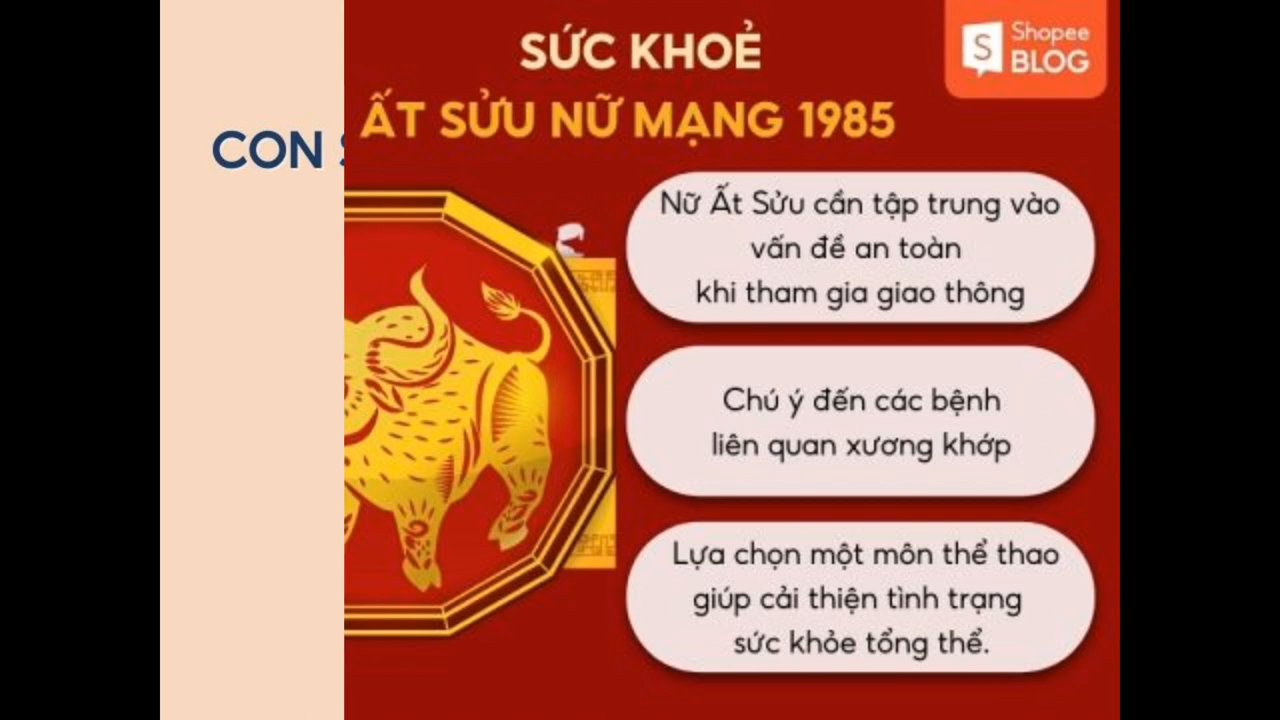 SỨC KHOẺ
Shopee
BLOG
ẤT SỬU NỮ MẠNG 1985
CON
Nữ Ất Sửu cần tập trung vào
vấn đề an toàn
khi tham gia giao thông
Chú ý đến các bệnh
liên quan xương khớp
Lựa chọn một môn thể thao
giúp cải thiện tình trạng
sức khỏe tổng thể.